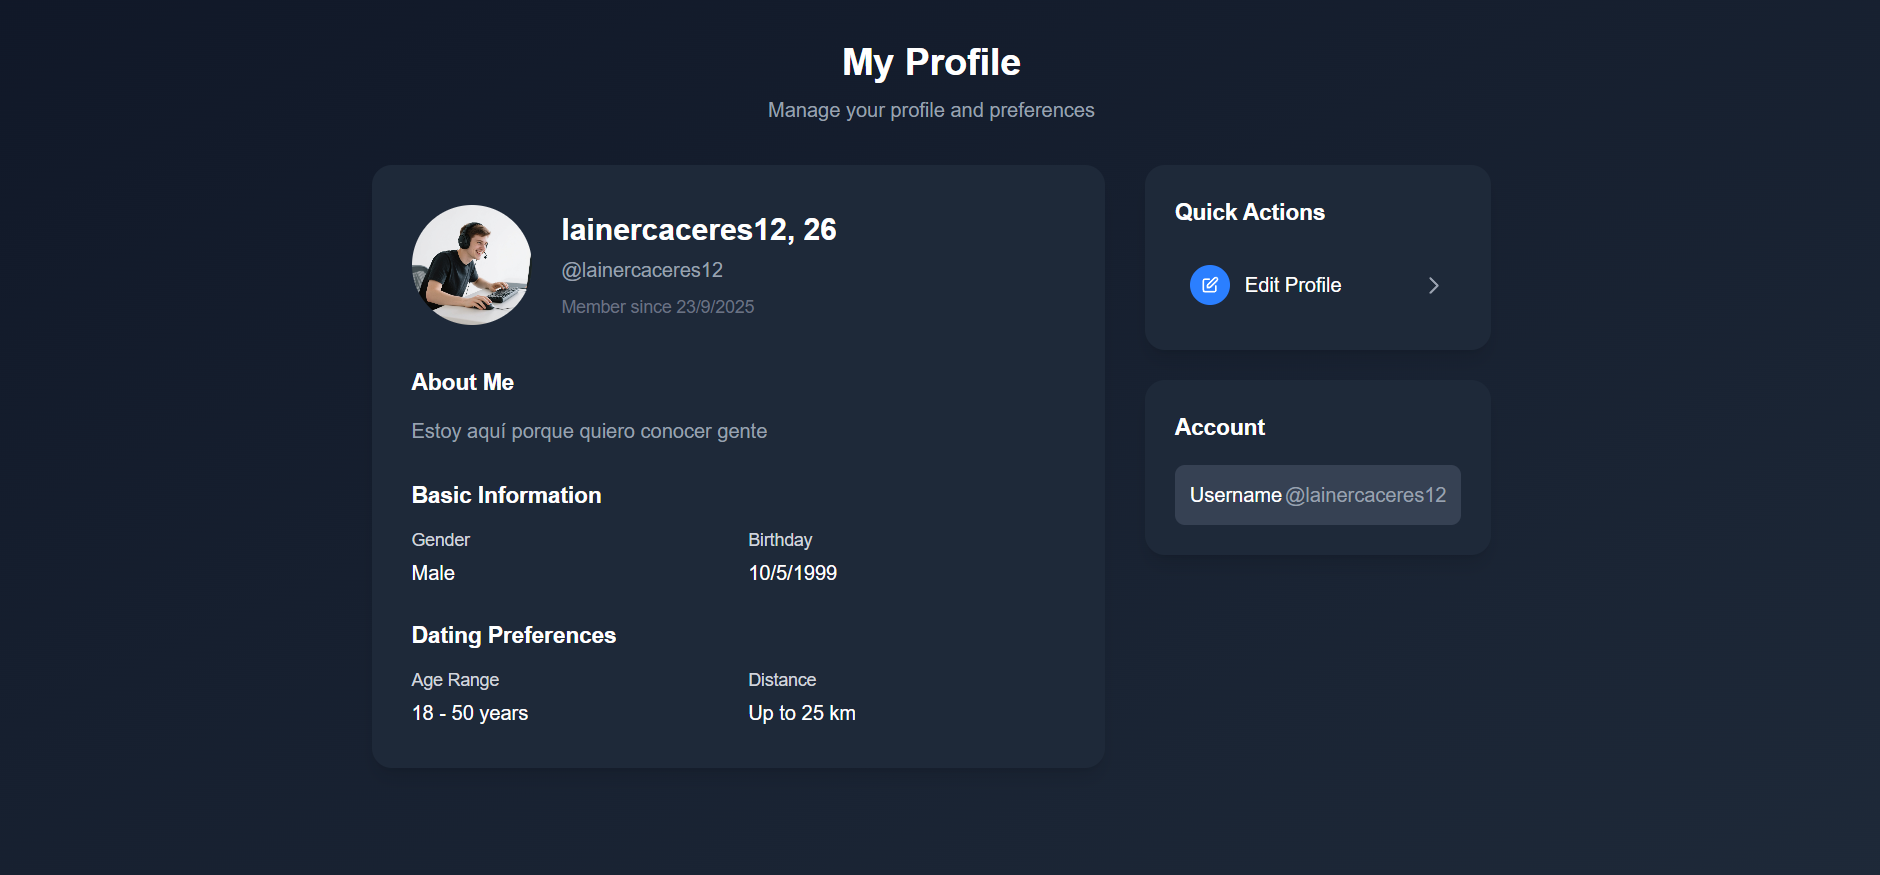 My Profile
Manage your profile and preferences
lainercaceres12, 26
@lainercaceres12
Member since 23/9/2025
About Me
Estoy aquí porque quiero conocer gente
Basic Information
Gender
Male
Birthday
10/5/1999
Dating Preferences
Age Range
18 - 50 years
Distance
Up to 25 km
Quick Actions
Edit Profile
Account
Username @lainercaceres12